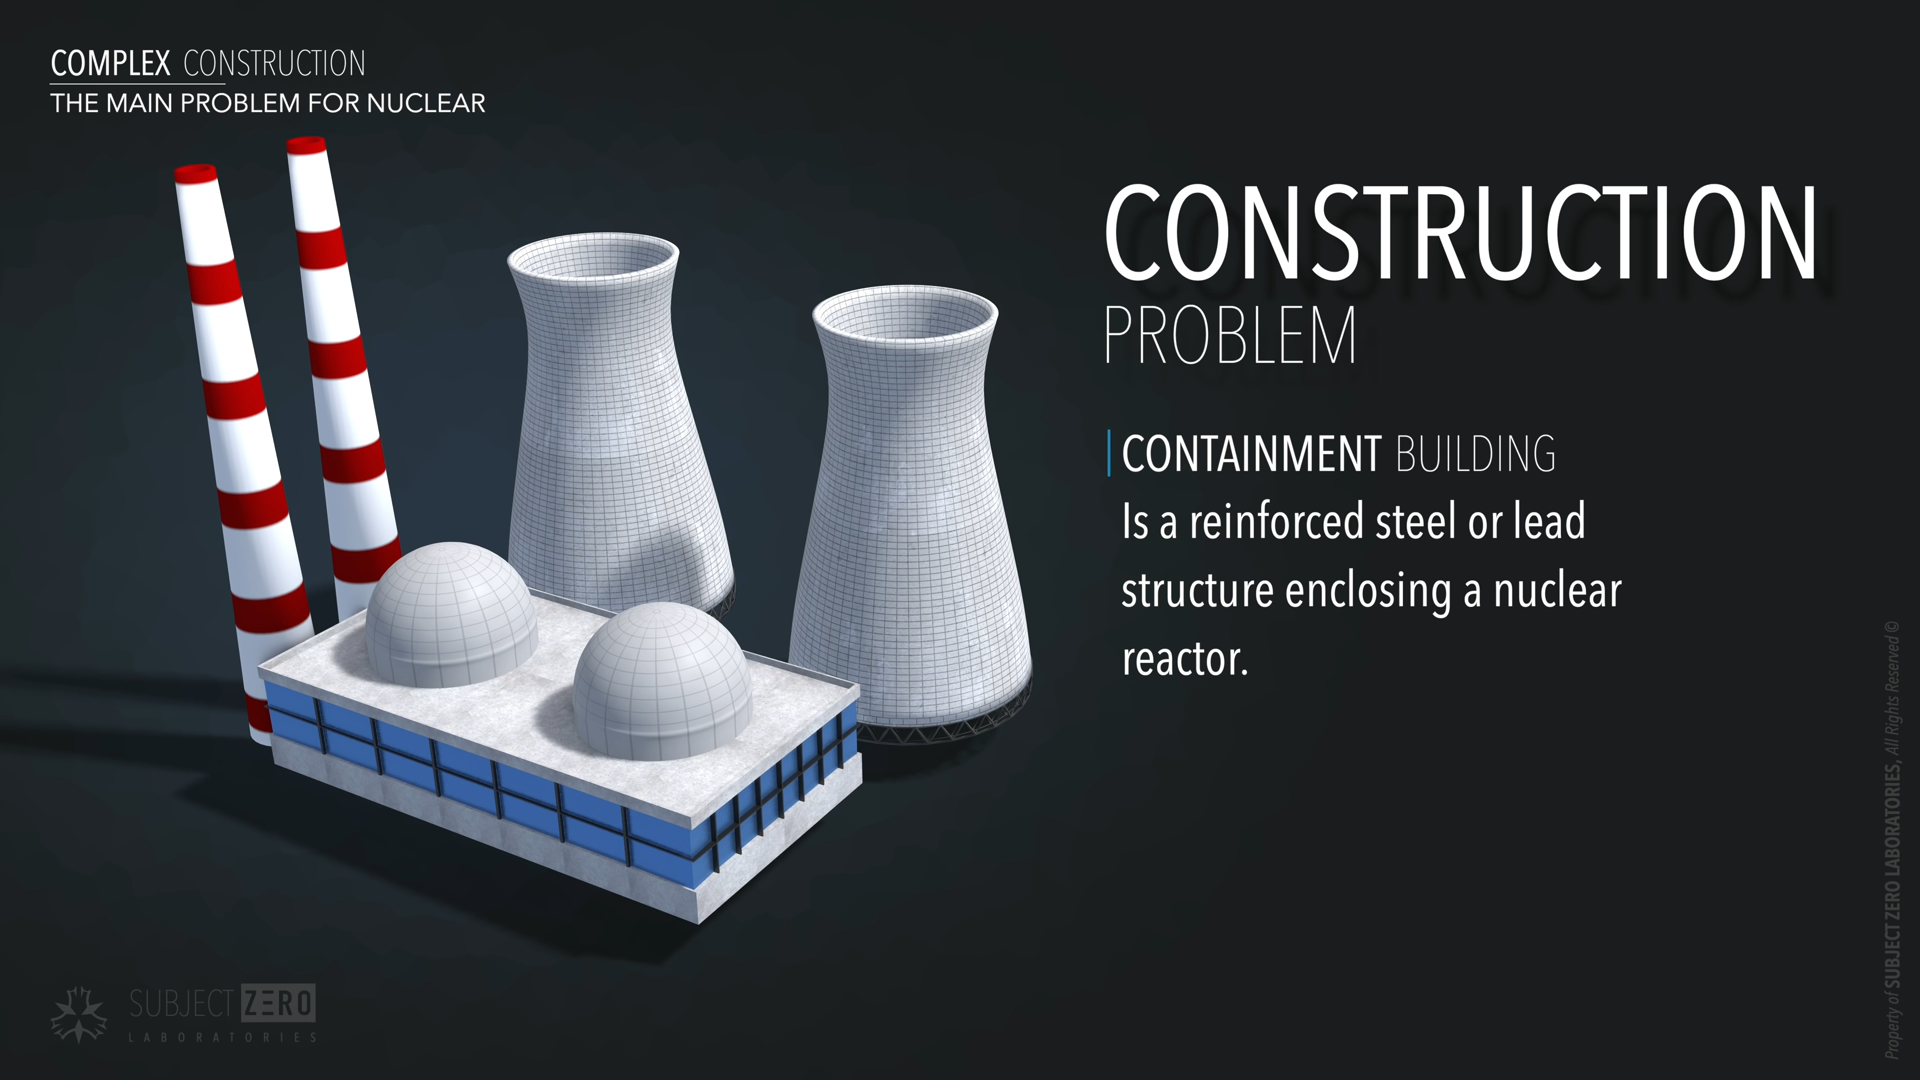 COMPLEX CONSTRUCTION
THE MAIN PROBLEM FOR NUCLEAR
CONSTRUCTION
PROBLEM
CONTAINMENT BUILDING
Is a reinforced steel or lead
structure enclosing a nuclear
reactor.
SUBJECT ZERO
LABORATORIES
Property of SUBJECT ZERO LABORATORIES, All Rights Reserved ©